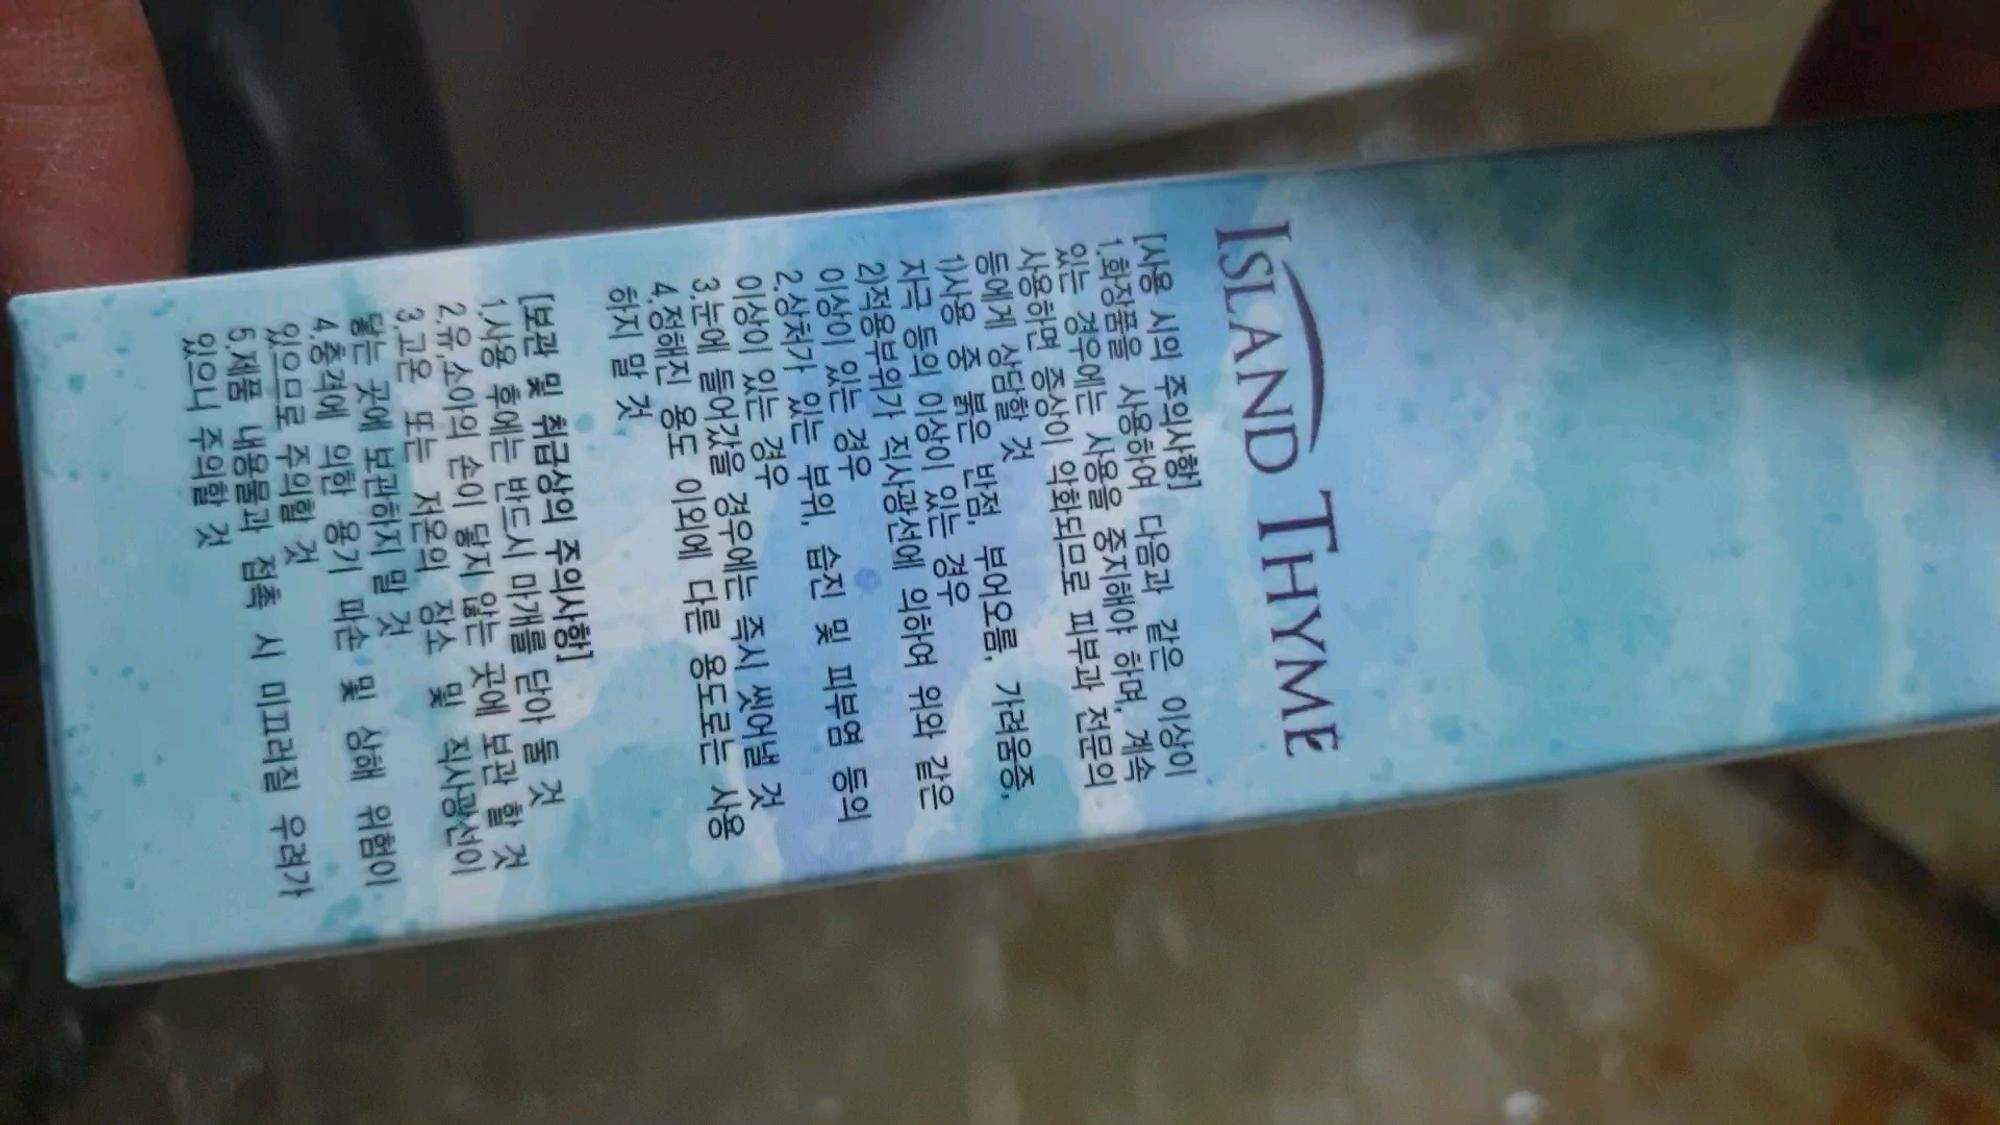 ISLAND THYME
[사용 시의 주의사항]
1.화장품을 사용하여 다음과 같은 이상이
있는 경우에는 사용을 중지해야 하며, 계속
사용하면 증상이 악화되므로 피부과 전문의
등에게 상담할 것
1)사용 중 붉은 반점, 부어오름, 가려움증,
자극 등의 이상이 있는 경우
2)적용부위가 직사광선에 의하여 위와 같은
이상이 있는 경우
2.상처가 있는 부위, 습진 및 피부염 등의
이상이 있는 경우
3.눈에 들어갔을 경우에는 즉시 씻어낼 것
4.정해진 용도 이외에 다른 용도로는 사용
하지 말 것
[보관 및 취급상의 주의사항]
1.사용 후에는 반드시 마개를 닫아 둘 것
2.유,소아의 손이 닿지 않는 곳에 보관 할 것
3.고온 또는 저온의 장소 및 직사광선이
닿는 곳에 보관하지 말 것
4.충격에 의한 용기 파손 및 상해 위험이
있으므로 주의할 것
5.제품 내용물과 접촉 시 미끄러질 우려가
있으니 주의할 것